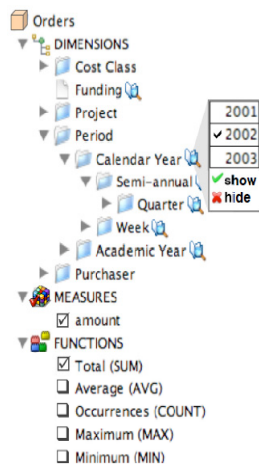 Orders
DIMENSIONS
Cost Class
Funding
Project
Period
Calendar Year
Semi-annual
Quarter
Week
Academic Year
Purchaser
MEASURES
amount
FUNCTIONS
Total (SUM)
Average (AVG)
Occurrences (COUNT)
Maximum (MAX)
Minimum (MIN)
2001
2002
2003
show
hide